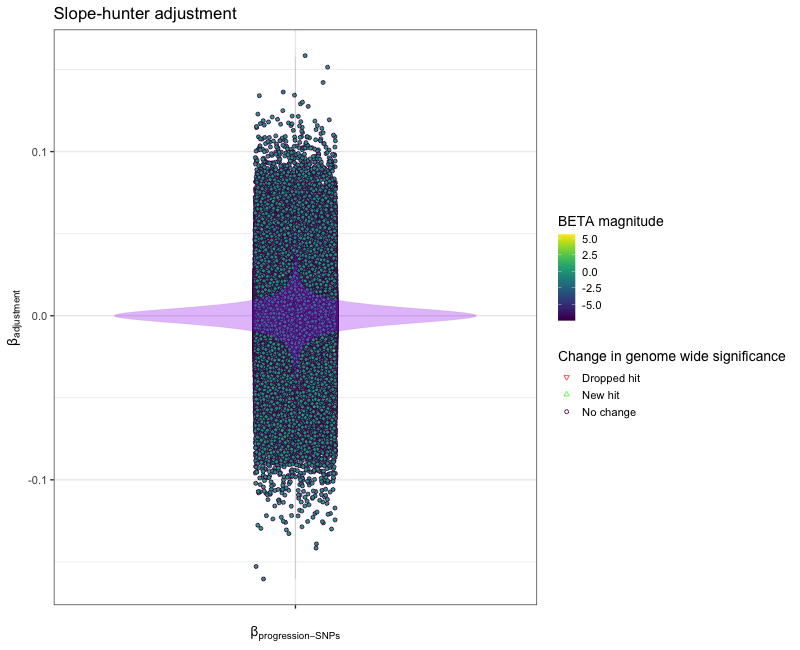 Slope-hunter adjustment
0.1
0.0
-0.1
βadjustment
βprogression−SNPs
BETA magnitude
5.0
2.5
0.0
-2.5
-5.0
Change in genome wide significance
Dropped hit
New hit
No change